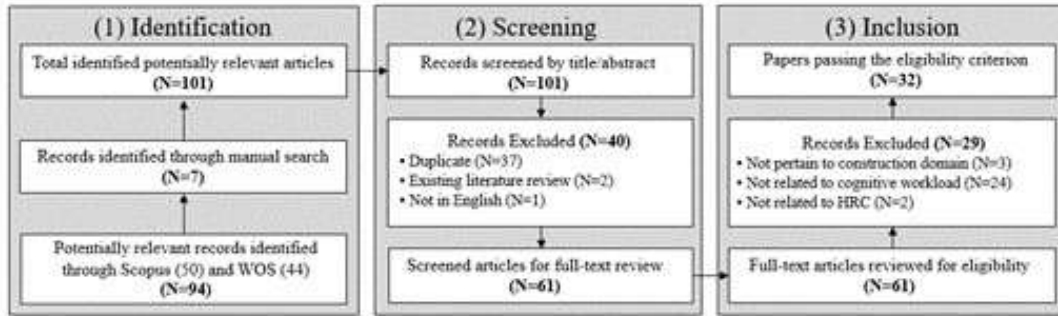 (1) Identification
Total identified potentially relevant articles
(N=101)
Records identified through manual search
(N=7)
Potentially relevant records identified
through Scopus (50) and WOS (44)
(N=94)
(2) Screening
Records screened by title/abstract
(N=101)
Records Excluded (N=40)
• Duplicate (N=37)
• Existing literature review (N=2)
• Not in English (N=1)
Screened articles for full-text review
(N=61)
(3) Inclusion
Papers passing the eligibility criterion
(N=32)
Records Excluded (N=29)
• Not pertain to construction domain (N=3)
• Not related to cognitive workload (N=24)
• Not related to HRC (N=2)
Full-text articles reviewed for eligibility
(N=61)